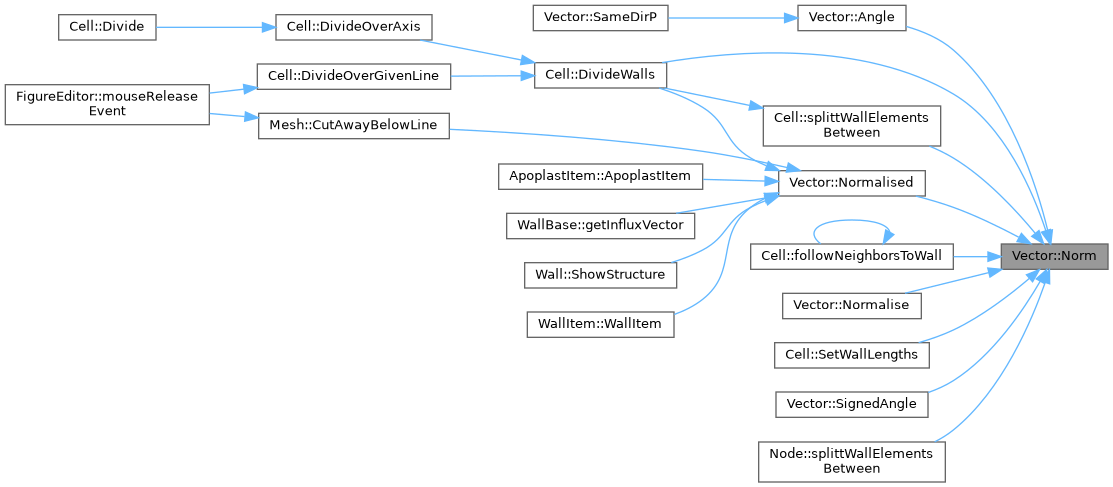 Cell::Divide
Cell::DivideOverAxis
Vector::SameDirP
Vector::Angle
FigureEditor::mouseRelease
Event
Cell::DivideOverGivenLine
Cell::DivideWalls
Mesh::CutAwayBelowLine
Cell::splittWallElements
Between
ApoplastItem::ApoplastItem
Vector::Normalised
WallBase::getInfluxVector
Cell::followNeighborsToWall
Vector::Norm
Wall::ShowStructure
Vector::Normalise
WallItem::WallItem
Cell::SetWallLengths
Vector::SignedAngle
Node::splittWallElements
Between